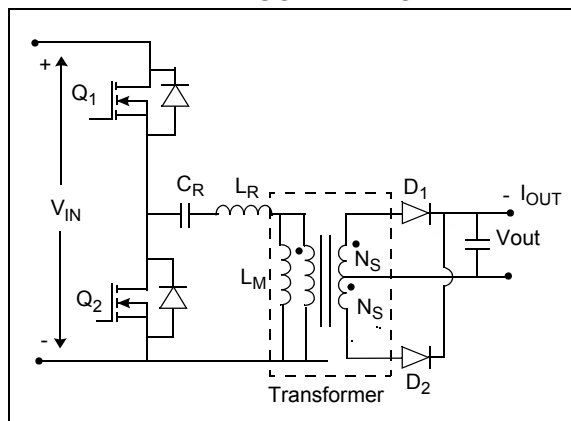 +
Q1
VIN
CR
LR
D1
- IOUT
Vout
NS
LM
NS
Q2
-
D2
Transformer